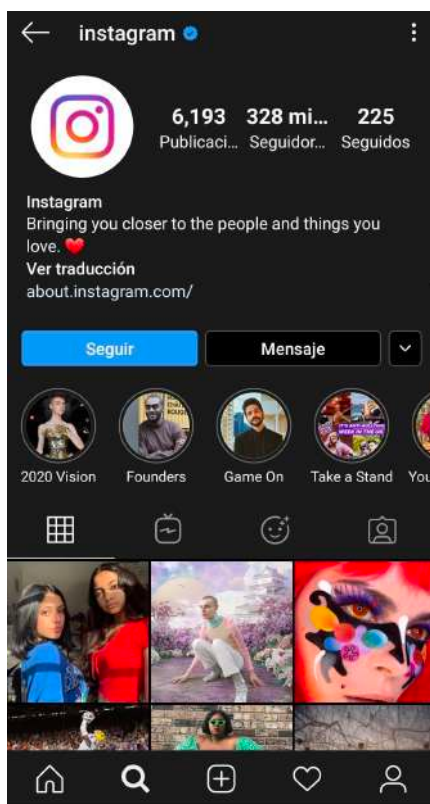 instagram
6,193 328 mi... 225
Publicaci... Seguidor... Seguidos
Instagram
Bringing you closer to the people and things you
love. ❤️
Ver traducción
about.instagram.com/
Seguir Mensaje
2020 Vision Founders Game On Take a Stand You